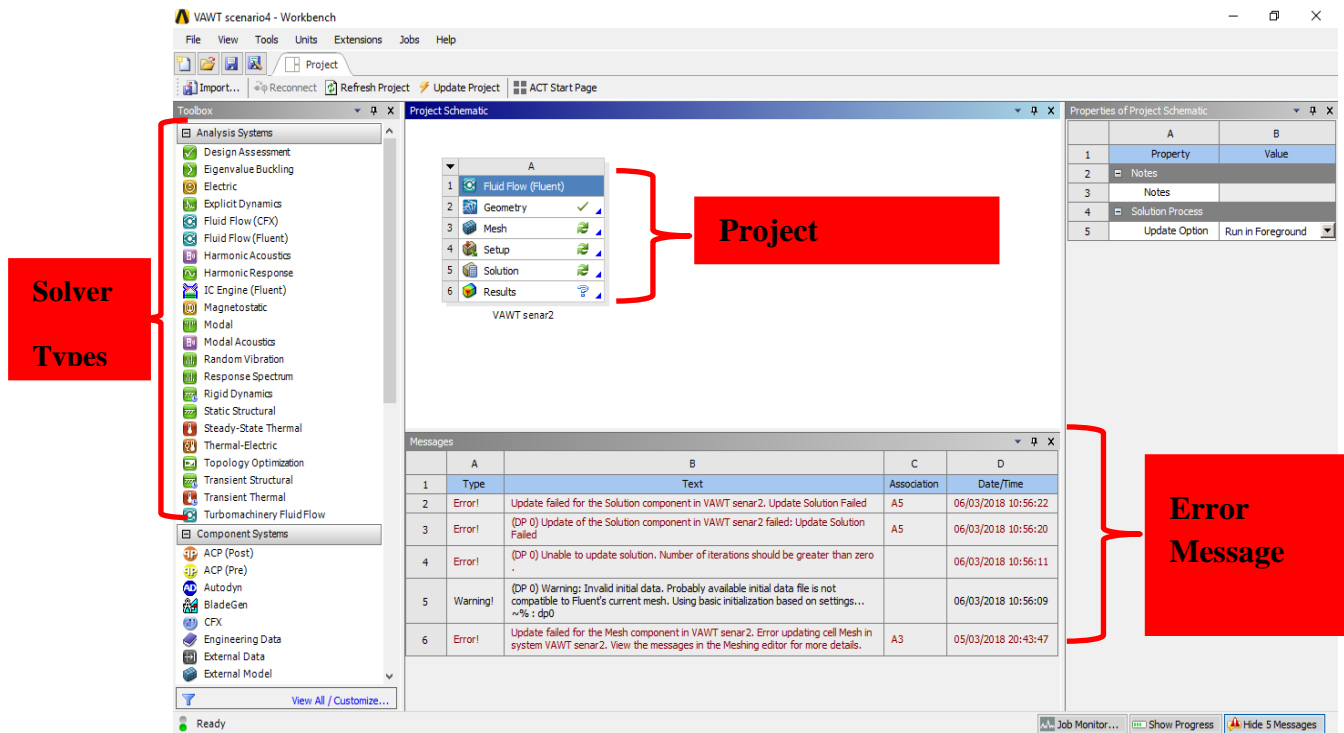 VAWT scenario4 - Workbench
File View Tools Units Extensions Jobs Help
Project
Import... Reconnect Refresh Project Update Project ACT Start Page
Toolbox
Analysis Systems
Design Assessment
Eigenvalue Buckling
Electric
Explicit Dynamics
Fluid Flow (CFX)
Fluid Flow (Fluent)
Harmonic Acoustics
Harmonic Response
IC Engine (Fluent)
Magnetostatic
Modal
Modal Acoustics
Random Vibration
Response Spectrum
Rigid Dynamics
Static Structural
Steady-State Thermal
Thermal-Electric
Topology Optimization
Transient Structural
Transient Thermal
Turbomachinery Fluid Flow
Component Systems
ACP (Post)
ACP (Pre)
Autodyn
BladeGen
CFX
Engineering Data
External Data
External Model
View All / Customize...
Solver
Types
Project Schematic
A
1 Fluid Flow (Fluent)
2 Geometry
3 Mesh
4 Setup
5 Solution
6 Results
VAWT senar2
Project
Properties of Project Schematic
A B
1 Property Value
2 Notes
3 Notes
4 Solution Process
5 Update Option Run in Foreground
Messages
A B C D
1 Type Text Association Date/Time
2 Error! Update failed for the Solution component in VAWT senar2. Update Solution Failed A5 06/03/2018 10:56:22
3 Error! (DP 0) Update of the Solution component in VAWT senar2 failed: Update Solution
Failed A5 06/03/2018 10:56:20
4 Error! (DP 0) Unable to update solution. Number of iterations should be greater than zero
. 06/03/2018 10:56:11
5 Warning! (DP 0) Warning: Invalid initial data. Probably available initial data file is not
compatible to Fluent's current mesh. Using basic initialization based on settings...
~% : dp0 06/03/2018 10:56:09
6 Error! Update failed for the Mesh component in VAWT senar2. Error updating cell Mesh in
system VAWT senar2. View the messages in the Meshing editor for more details. A3 05/03/2018 20:43:47
Error
Message
Ready
Job Monitor... Show Progress Hide 5 Messages